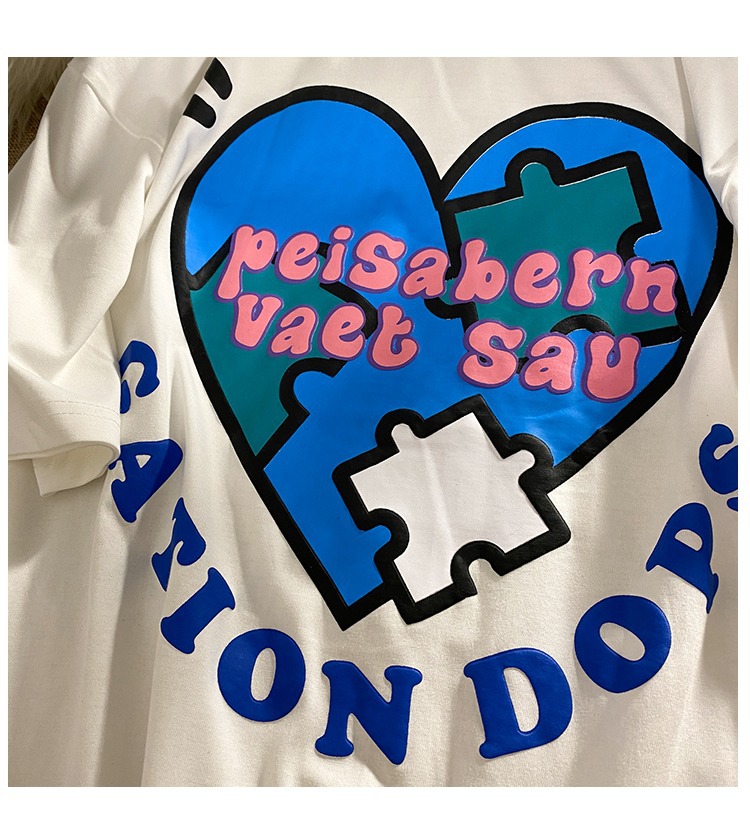 peisabern
vaet sau
CATION DOPS